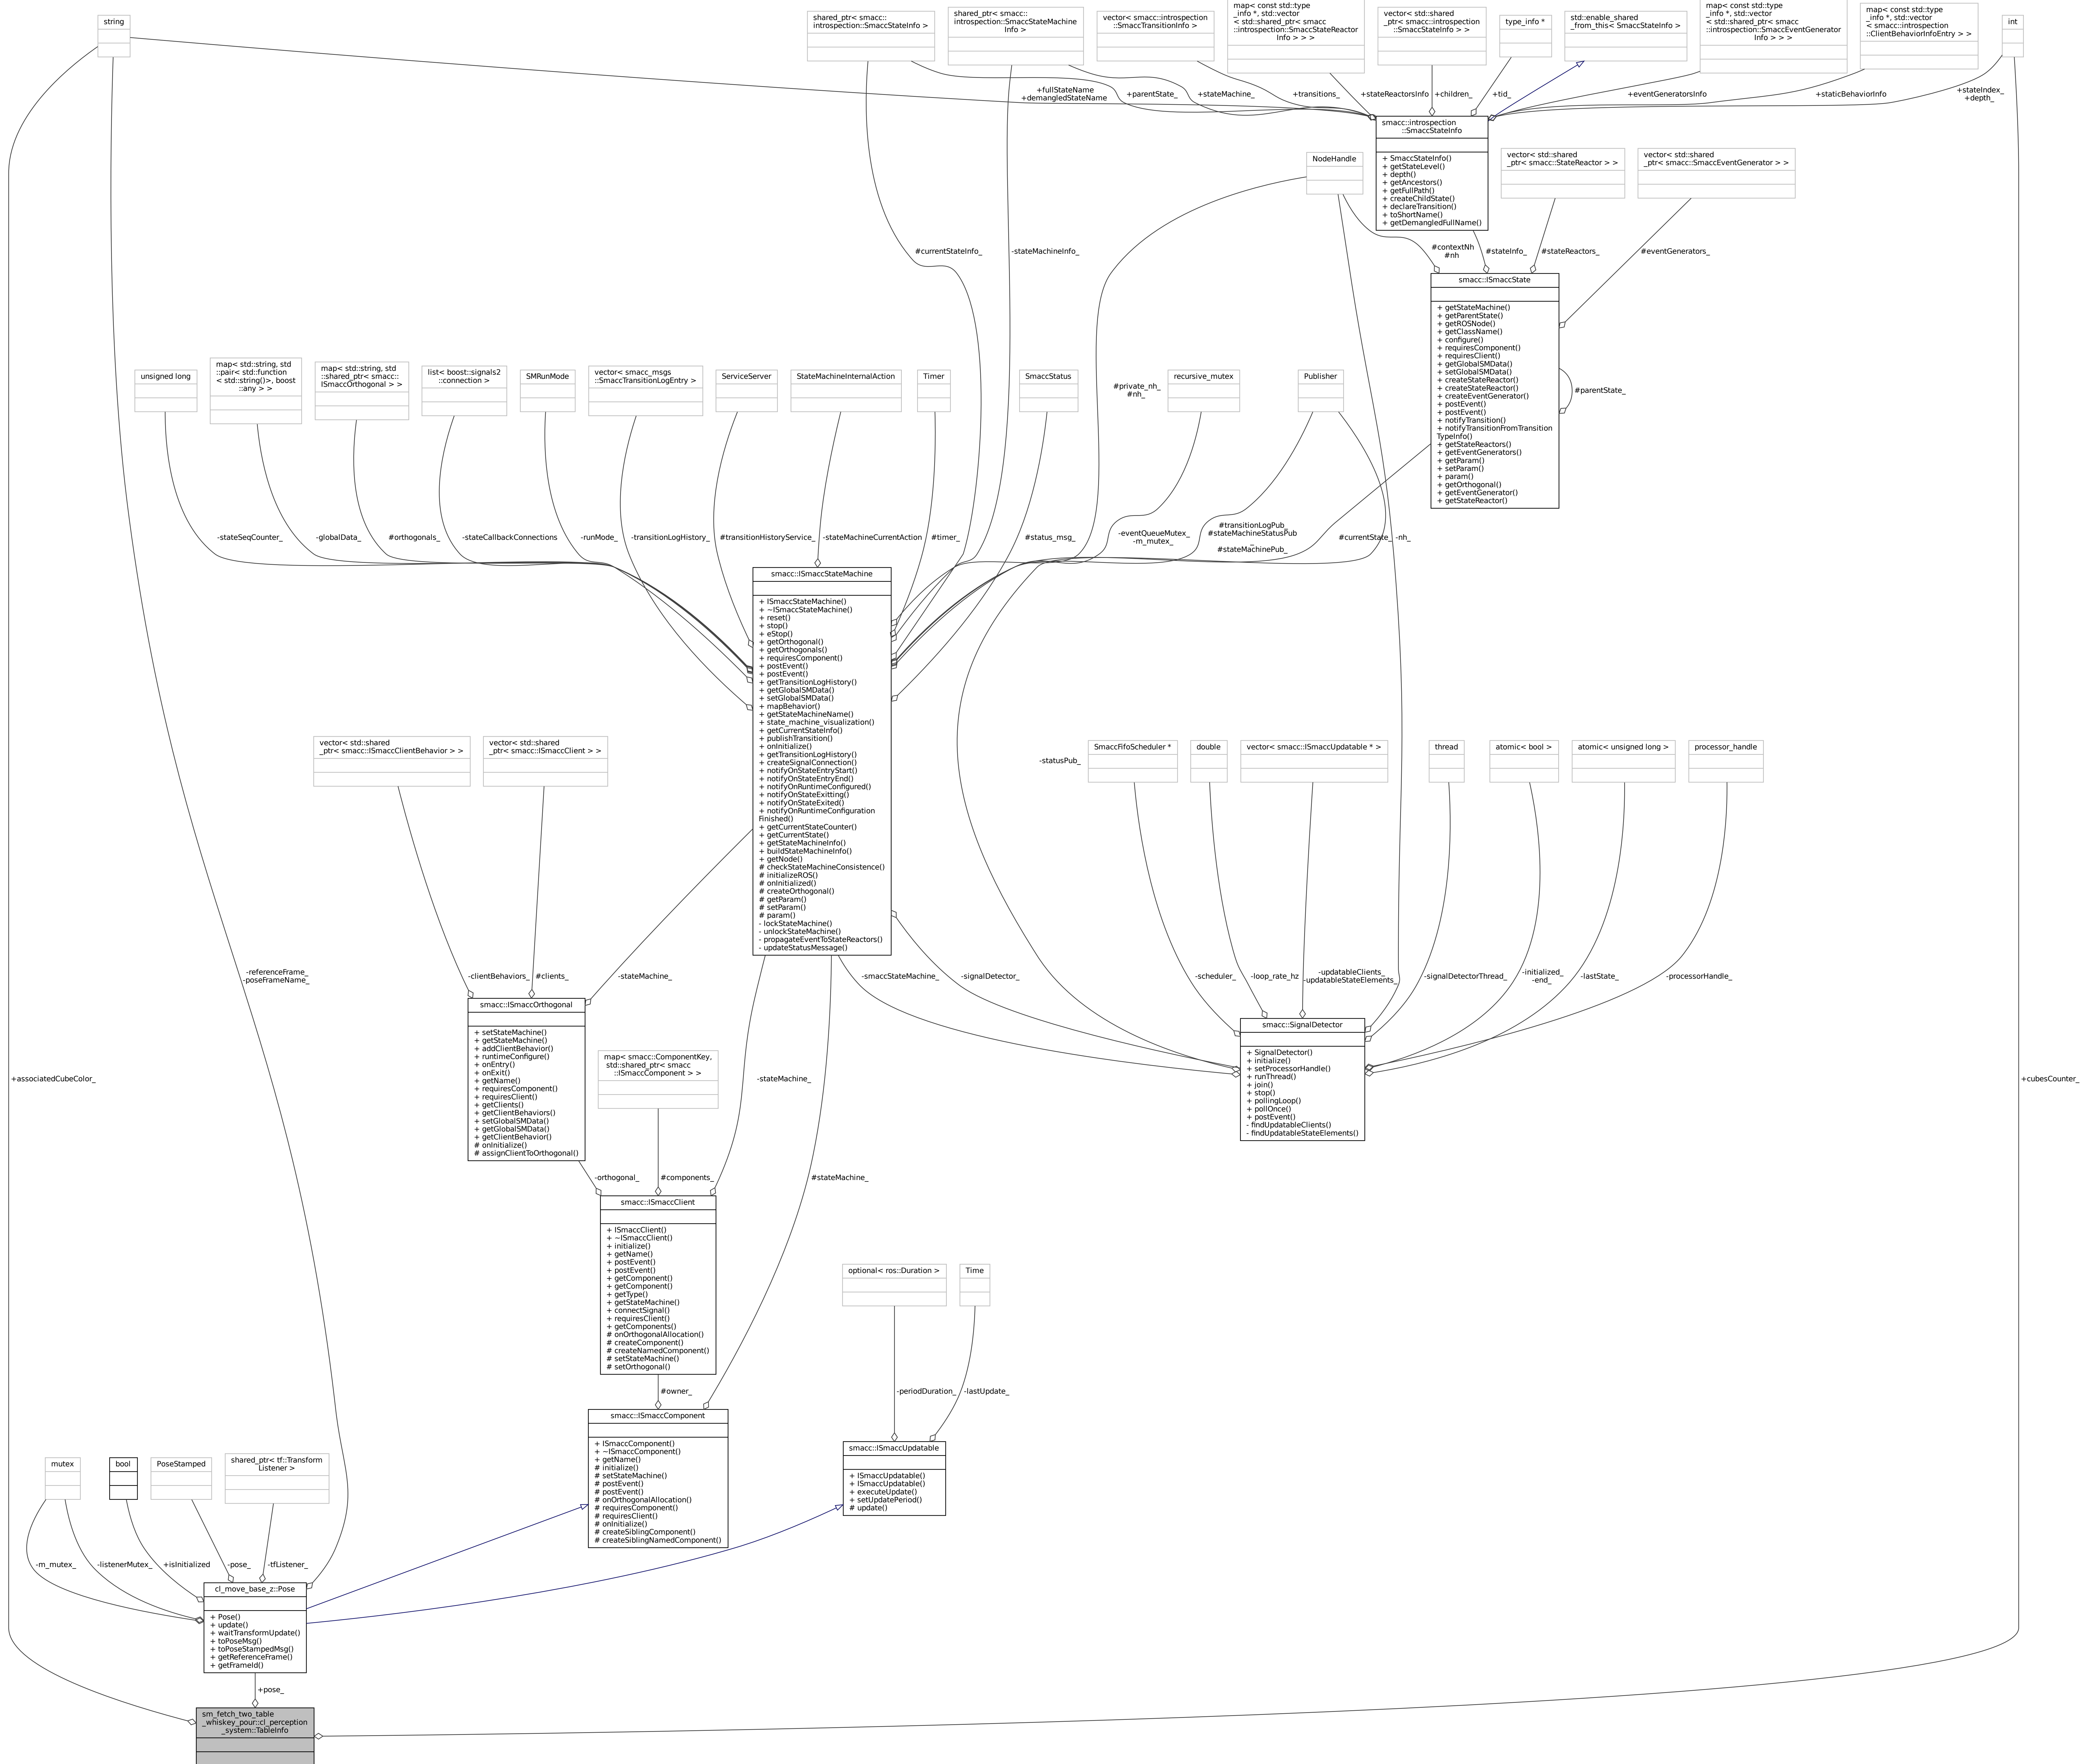 string
shared_ptr< smacc::
introspection::SmaccStateInfo >
shared_ptr< smacc::
introspection::SmaccStateMachine
Info >
vector< smacc::introspection
::SmaccTransitionInfo >
map< const std::type
_info *, std::vector
< std::shared_ptr< smacc
::introspection::SmaccStateReactor
Info > > >
vector< std::shared
_ptr< smacc::introspection
::SmaccStateInfo > >
type_info *
std::enable_shared
_from_this< SmaccStateInfo >
map< const std::type
_info *, std::vector
< std::shared_ptr< smacc
::introspection::SmaccEventGenerator
Info > > >
map< const std::type
_info *, std::vector
< smacc::introspection
::ClientBehaviorInfoEntry > >
int
+fullStateName
+demangledStateName
+parentState_
+stateMachine_
+transitions_
+stateReactorsInfo
+children_
+tid_
+eventGeneratorsInfo
+staticBehaviorInfo
+stateIndex_
+depth_
smacc::introspection
::SmaccStateInfo
+ SmaccStateInfo()
+ getStateLevel()
+ depth()
+ getAncestors()
+ getFullPath()
+ createChildState()
+ declareTransition()
+ toShortName()
+ getDemangledFullName()
NodeHandle
vector< std::shared
_ptr< smacc::StateReactor > >
vector< std::shared
_ptr< smacc::SmaccEventGenerator > >
#currentStateInfo_
-stateMachineInfo_
#contextNh
#nh
#stateInfo_
#stateReactors_
#eventGenerators_
smacc::ISmaccState
+ getStateMachine()
+ getParentState()
+ getROSNode()
+ getClassName()
+ configure()
+ requiresComponent()
+ requiresClient()
+ getGlobalSMData()
+ setGlobalSMData()
+ createStateReactor()
+ createStateReactor()
+ createEventGenerator()
+ postEvent()
+ postEvent()
+ notifyTransition()
+ notifyTransitionFromTransition
TypeInfo()
+ getStateReactors()
+ getEventGenerators()
+ getParam()
+ setParam()
+ param()
+ getOrthogonal()
+ getEventGenerator()
+ getStateReactor()
#parentState_
unsigned long
map< std::string, std
::pair< std::function
< std::string()>, boost
::any > >
map< std::string, std
::shared_ptr< smacc::
ISmaccOrthogonal > >
list< boost::signals2
::connection >
SMRunMode
vector< smacc_msgs
::SmaccTransitionLogEntry >
ServiceServer
StateMachineInternalAction
Timer
SmaccStatus
#private_nh_
#nh_
recursive_mutex
Publisher
-stateSeqCounter_
-globalData_
#orthogonals_
-stateCallbackConnections
-runMode_
-transitionLogHistory_
#transitionHistoryService_
-stateMachineCurrentAction
#timer_
#status_msg_
-eventQueueMutex_
-m_mutex_
#transitionLogPub_
#stateMachineStatusPub
_
#stateMachinePub_
#currentState_
-nh_
smacc::ISmaccStateMachine
+ ISmaccStateMachine()
+ ~ISmaccStateMachine()
+ reset()
+ stop()
+ eStop()
+ getOrthogonal()
+ getOrthogonals()
+ requiresComponent()
+ postEvent()
+ postEvent()
+ getTransitionLogHistory()
+ getGlobalSMData()
+ setGlobalSMData()
+ mapBehavior()
+ getStateMachineName()
+ state_machine_visualization()
+ getCurrentStateInfo()
+ publishTransition()
+ onInitialize()
+ getTransitionLogHistory()
+ createSignalConnection()
+ notifyOnStateEntryStart()
+ notifyOnStateEntryEnd()
+ notifyOnRuntimeConfigured()
+ notifyOnStateExitting()
+ notifyOnStateExited()
+ notifyOnRuntimeConfiguration
Finished()
+ getCurrentStateCounter()
+ getCurrentState()
+ getStateMachineInfo()
+ buildStateMachineInfo()
+ getNode()
# checkStateMachineConsistence()
# initializeROS()
# onInitialized()
# createOrthogonal()
# getParam()
# setParam()
# param()
- lockStateMachine()
- unlockStateMachine()
- propagateEventToStateReactors()
- updateStatusMessage()
vector< std::shared
_ptr< smacc::ISmaccClientBehavior > >
vector< std::shared
_ptr< smacc::ISmaccClient > >
-statusPub_
SmaccFifoScheduler *
double
vector< smacc::ISmaccUpdatable * >
thread
atomic< bool >
atomic< unsigned long >
processor_handle
-clientBehaviors_
#clients_
-stateMachine_
-smaccStateMachine_
-signalDetector_
-scheduler_
-loop_rate_hz
-updatableClients_
-updatableStateElements_
-signalDetectorThread_
-initialized_
-end_
-lastState_
-processorHandle_
-referenceFrame_
-poseFrameName_
smacc::ISmaccOrthogonal
+ setStateMachine()
+ getStateMachine()
+ addClientBehavior()
+ runtimeConfigure()
+ onEntry()
+ onExit()
+ getName()
+ requiresComponent()
+ requiresClient()
+ getClients()
+ getClientBehaviors()
+ setGlobalSMData()
+ getGlobalSMData()
+ getClientBehavior()
# onInitialize()
# assignClientToOrthogonal()
smacc::SignalDetector
+ SignalDetector()
+ initialize()
+ setProcessorHandle()
+ runThread()
+ join()
+ stop()
+ pollingLoop()
+ pollOnce()
+ postEvent()
- findUpdatableClients()
- findUpdatableStateElements()
map< smacc::ComponentKey,
std::shared_ptr< smacc
::ISmaccComponent > >
-stateMachine_
+associatedCubeColor_
+cubesCounter_
-orthogonal_
#components_
#stateMachine_
smacc::ISmaccClient
+ ISmaccClient()
+ ~ISmaccClient()
+ initialize()
+ getName()
+ postEvent()
+ postEvent()
+ getComponent()
+ getComponent()
+ getType()
+ getStateMachine()
+ connectSignal()
+ requiresClient()
+ getComponents()
# onOrthogonalAllocation()
# createComponent()
# createNamedComponent()
# setStateMachine()
# setOrthogonal()
optional< ros::Duration >
Time
#owner_
-periodDuration_
-lastUpdate_
smacc::ISmaccComponent
+ ISmaccComponent()
+ ~ISmaccComponent()
+ getName()
# initialize()
# setStateMachine()
# postEvent()
# postEvent()
# onOrthogonalAllocation()
# requiresComponent()
# requiresClient()
# onInitialize()
# createSiblingComponent()
# createSiblingNamedComponent()
smacc::ISmaccUpdatable
+ ISmaccUpdatable()
+ ISmaccUpdatable()
+ executeUpdate()
+ setUpdatePeriod()
# update()
mutex
bool
PoseStamped
shared_ptr< tf::Transform
Listener >
-m_mutex_
-listenerMutex_
+isInitialized
-pose_
-tfListener_
cl_move_base_z::Pose
+ Pose()
+ update()
+ waitTransformUpdate()
+ toPoseMsg()
+ toPoseStampedMsg()
+ getReferenceFrame()
+ getFrameId()
+pose_
sm_fetch_two_table
_whiskey_pour::cl_perception
_system::TableInfo